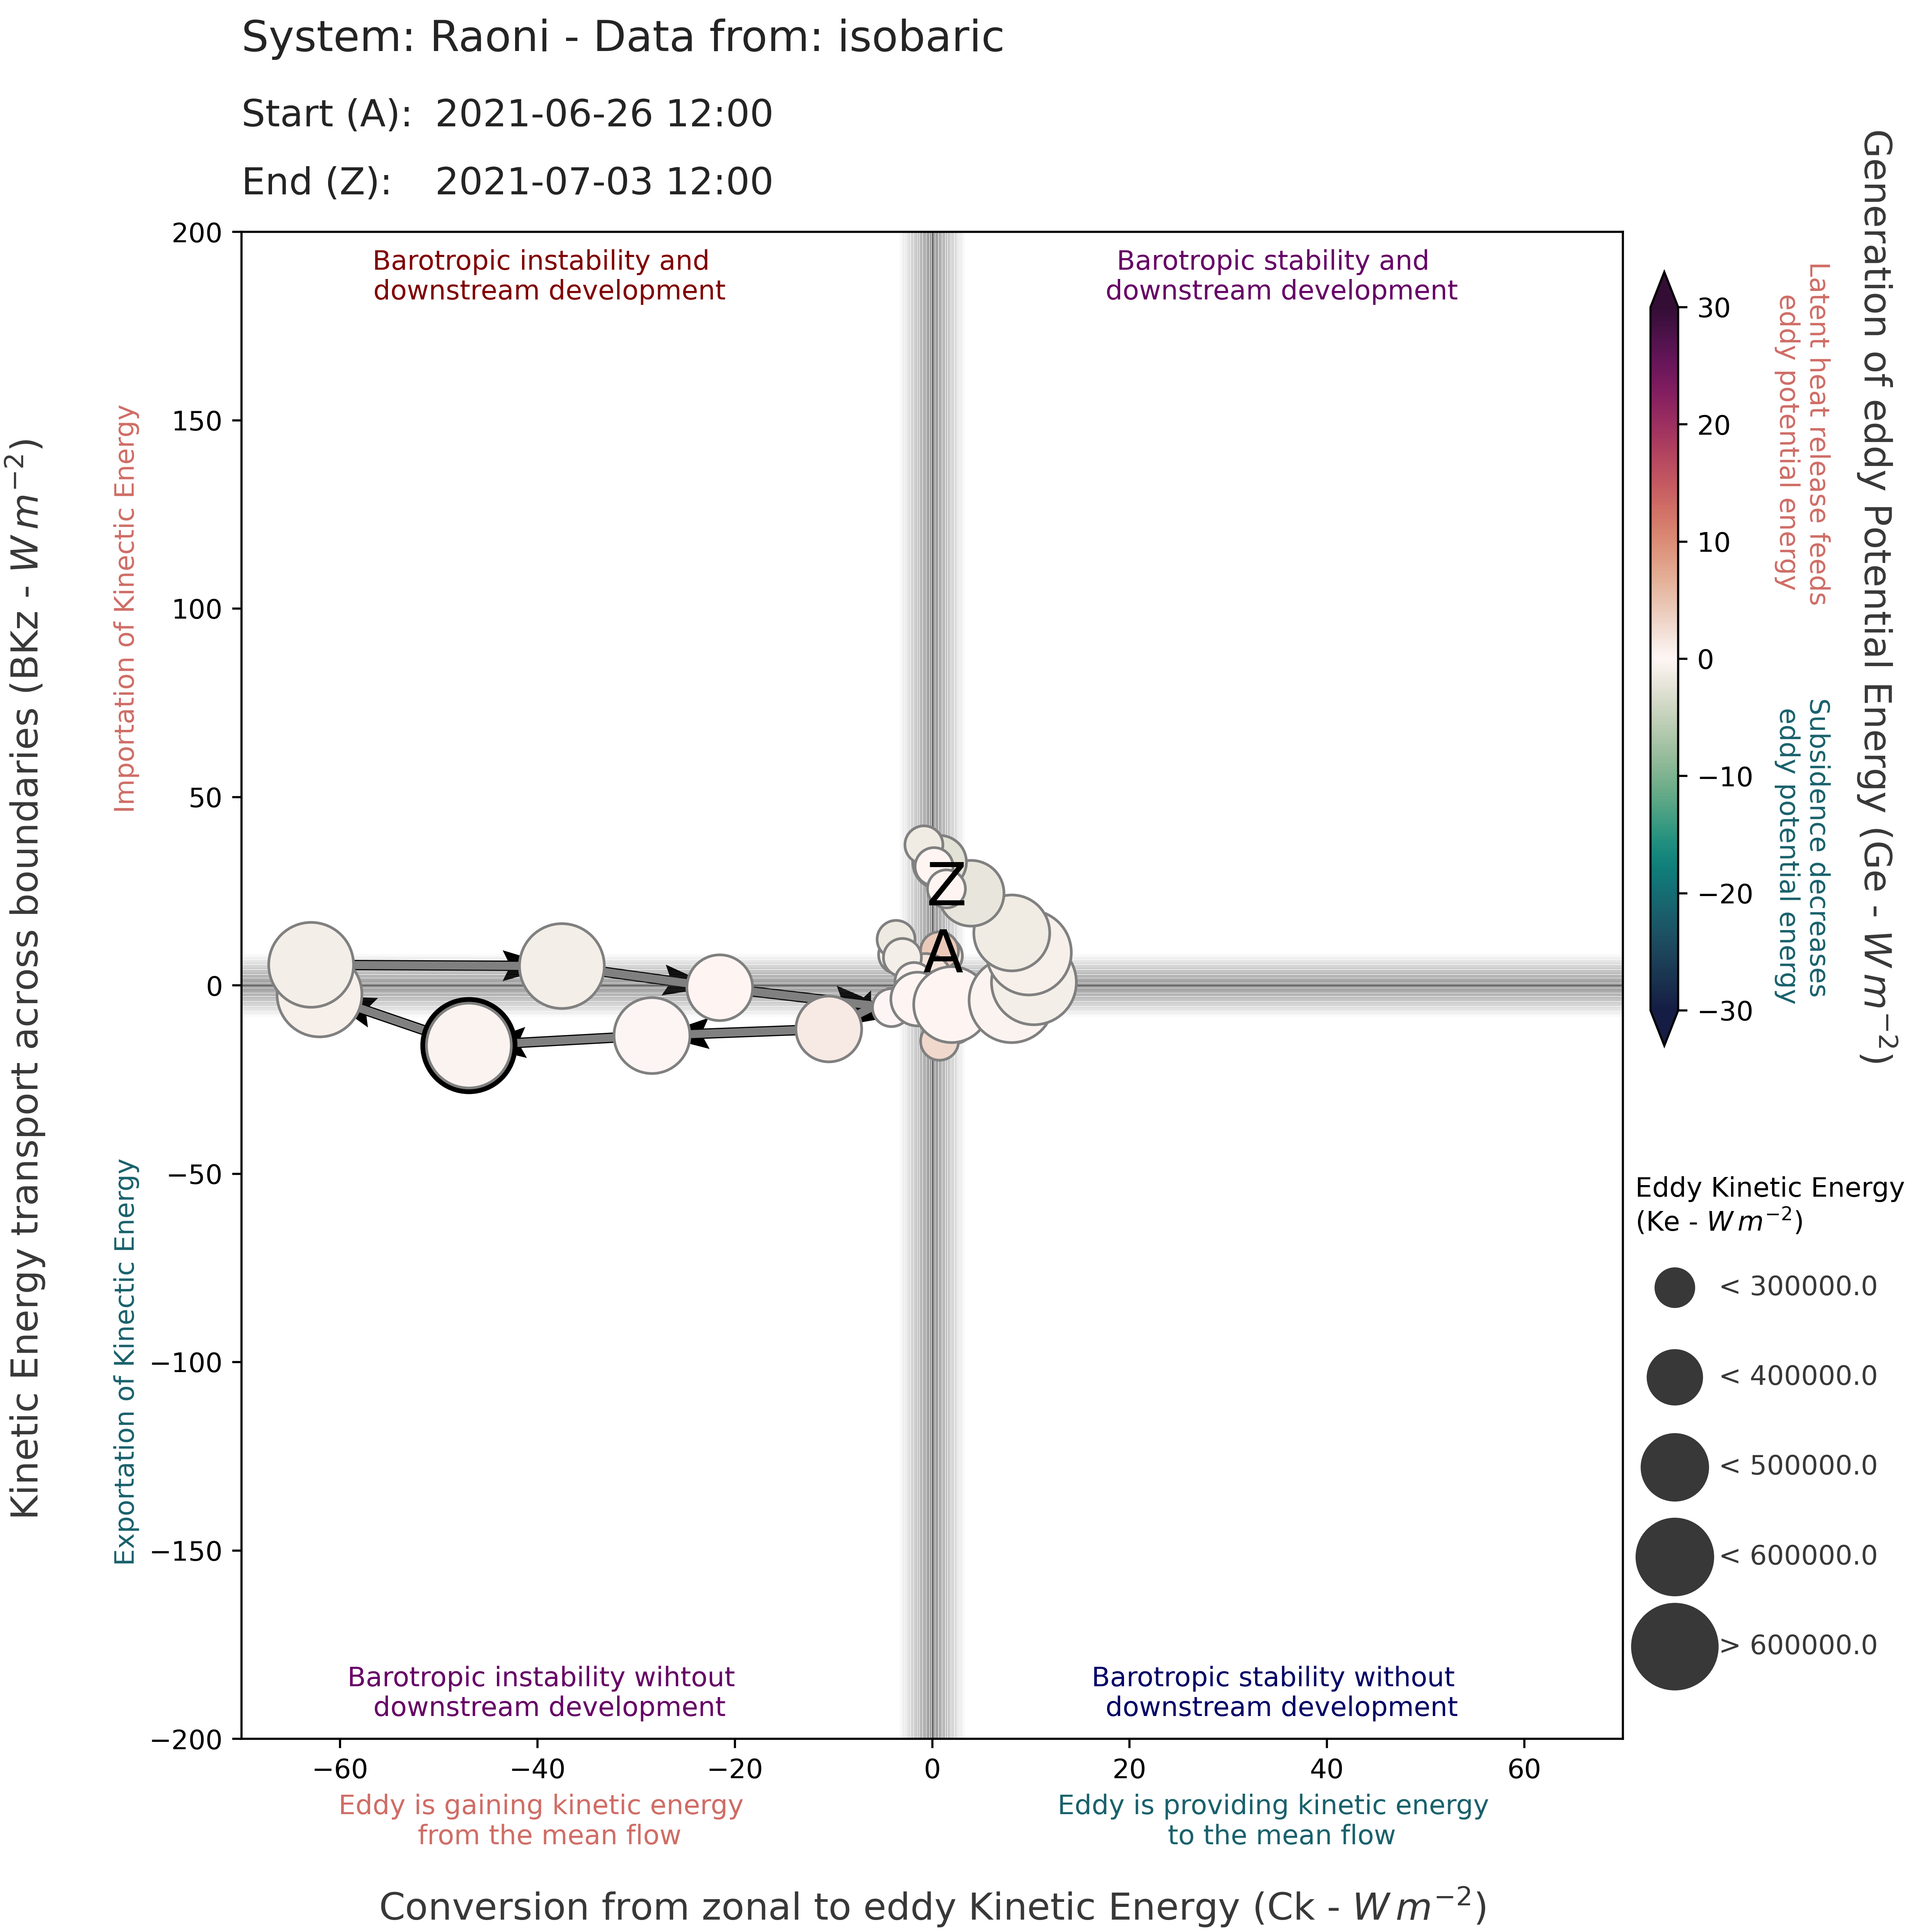 System: Raoni - Data from: isobaric
Start (A): 2021-06-26 12:00
End (Z): 2021-07-03 12:00
Kinetic Energy transport across boundaries (BKz - W m−2)
Importation of Kinectic Energy
Exportation of Kinectic Energy
200
150
100
50
0
−50
−100
−150
−200
Barotropic instability and
downstream development
Barotropic stability and
downstream development
Z
A
Barotropic instability wihtout
downstream development
Barotropic stability without
downstream development
−60
−40
−20
0
20
40
60
Eddy is gaining kinetic energy
from the mean flow
Eddy is providing kinetic energy
to the mean flow
Conversion from zonal to eddy Kinetic Energy (Ck - W m−2)
30
20
10
0
−10
−20
−30
Latent heat release feeds
eddy potential energy
Subsidence decreases
eddy potential energy
Generation of eddy Potential Energy (Ge - W m−2)
Eddy Kinetic Energy
(Ke - W m−2)
< 300000.0
< 400000.0
< 500000.0
< 600000.0
> 600000.0